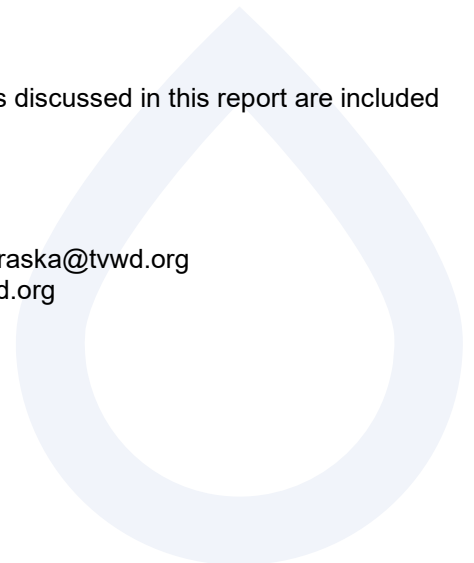 s discussed in this report are included
raska@tvwd.org
d.org